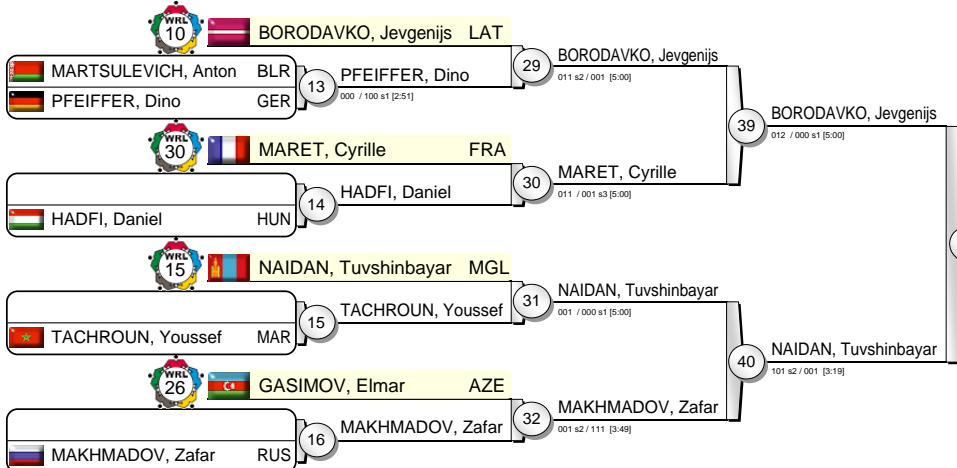 WRL
10
BORODAVKO, Jevgenijs LAT
MARTSULEVICH, Anton BLR
PFEIFFER, Dino GER
13
PFEIFFER, Dino
000 / 100 s1 [2:51]
29
BORODAVKO, Jevgenijs
011 s2 / 001 [5:00]
WRL
30
MARET, Cyrille FRA
HADFI, Daniel HUN
14
HADFI, Daniel
30
MARET, Cyrille
011 / 001 s3 [5:00]
39
BORODAVKO, Jevgenijs
012 / 000 s1 [5:00]
WRL
15
NAIDAN, Tuvshinbayar MGL
TACHROUN, Youssef MAR
15
TACHROUN, Youssef
31
NAIDAN, Tuvshinbayar
001 / 000 s1 [5:00]
WRL
26
GASIMOV, Elmar AZE
MAKHMADOV, Zafar RUS
16
MAKHMADOV, Zafar
32
MAKHMADOV, Zafar
001 s2 / 111 [3:49]
40
NAIDAN, Tuvshinbayar
101 s2 / 001 [3:19]